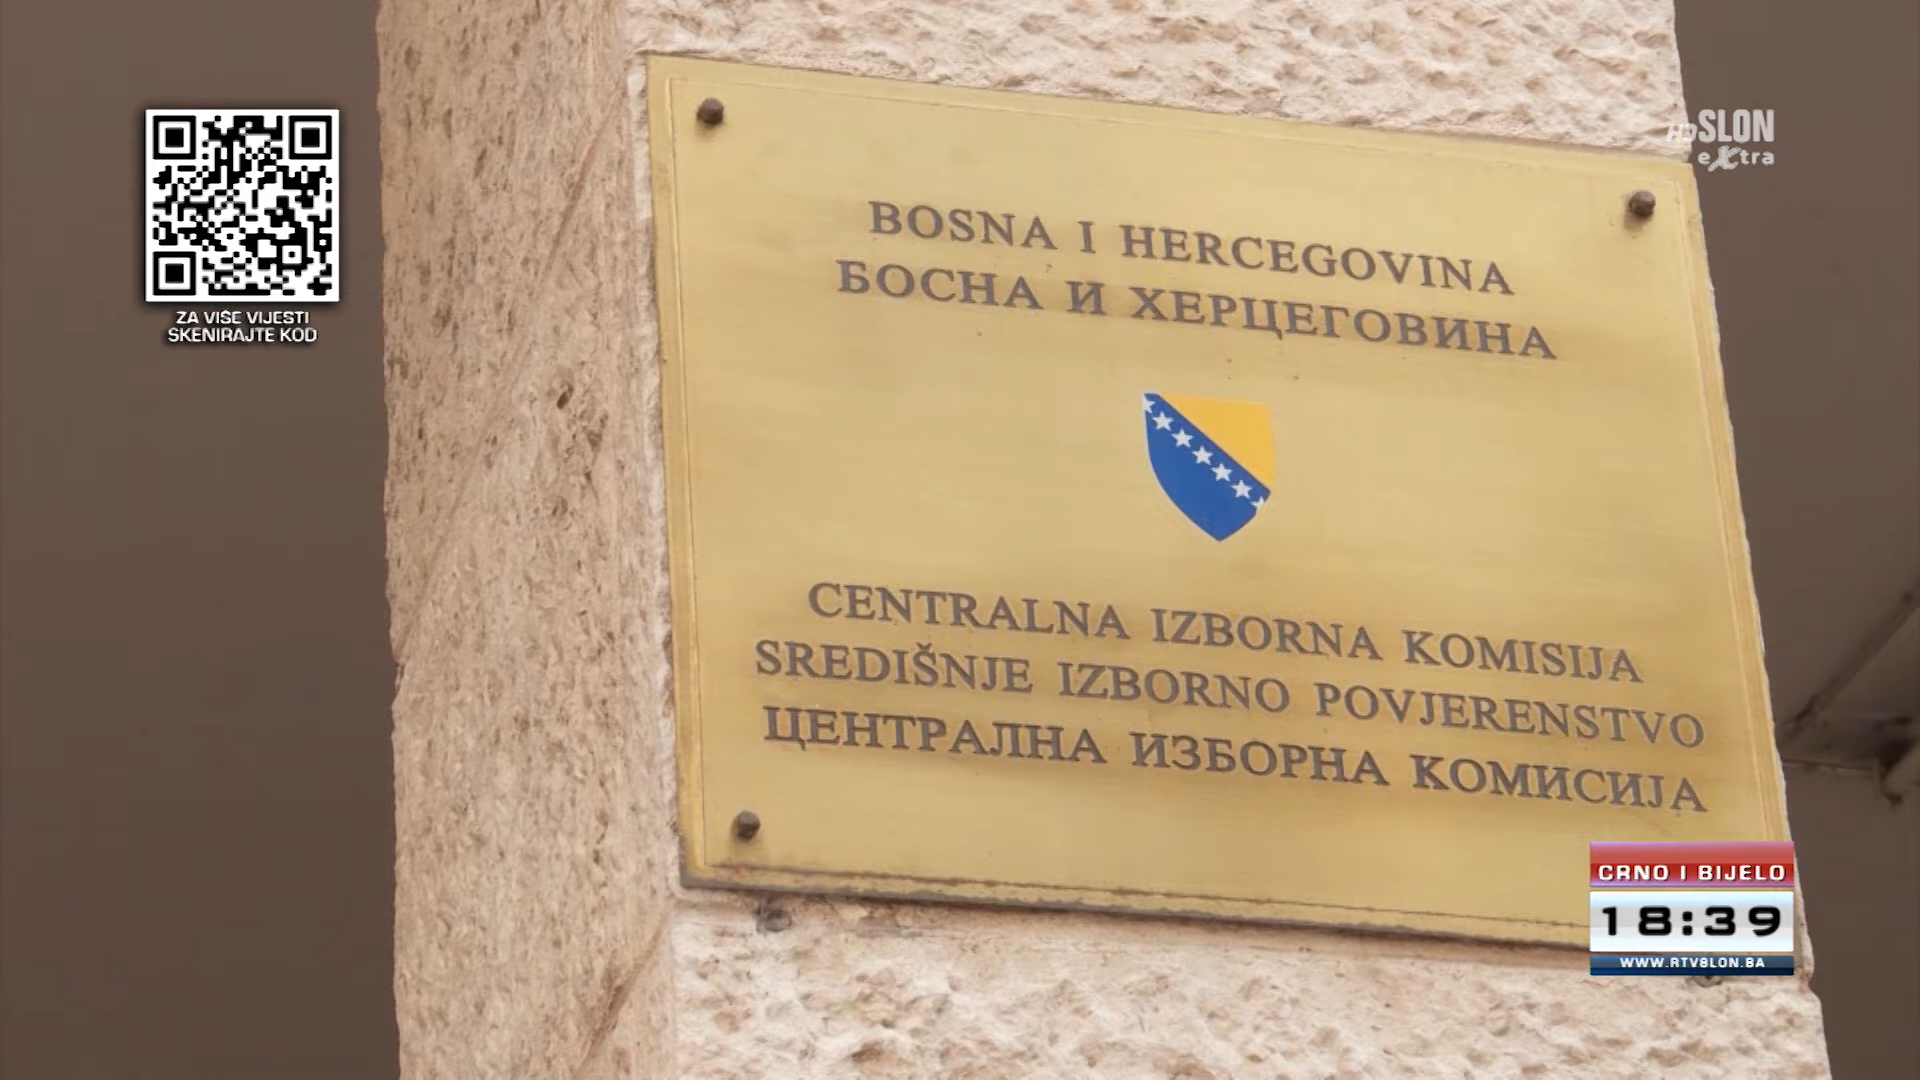 ZA VIŠE VIJESTI
SKENIRAJTE KOD
HD SLON
eXtra
BOSNA I HERCEGOVINA
БОСНА И ХЕРЦЕГОВИНА
CENTRALNA IZBORNA KOMISIJA
SREDIŠNJE IZBORNO POVJERENSTVO
ЦЕНТРАЛНА ИЗБОРНА КОМИСИЈА
CRNO I BIJELO
18:39
WWW.RTVSLON.BA